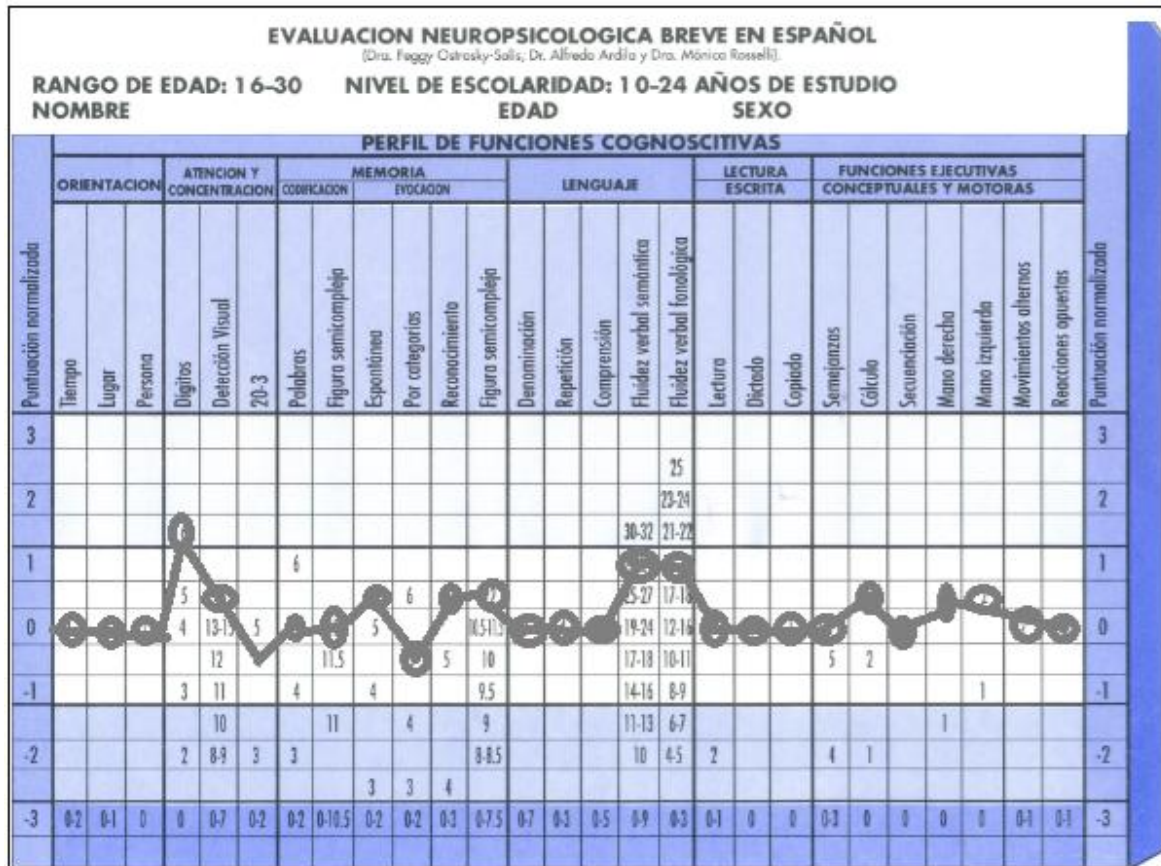 EVALUACION NEUROPSICOLOGICA BREVE EN ESPAÑOL
(Dra. Feggy Ostrosky-Solis; Dr. Alfredo Ardila y Dra. Mónica Rosselli).
RANGO DE EDAD: 16-30 NIVEL DE ESCOLARIDAD: 10-24 AÑOS DE ESTUDIO
NOMBRE EDAD SEXO
PERFIL DE FUNCIONES COGNOSCITIVAS
ORIENTACION
ATENCION Y
CONCENTRACION
MEMORIA
CODIFICACION EVOCACION
LENGUAJE
LECTURA
ESCRITA
FUNCIONES EJECUTIVAS
CONCEPTUALES Y MOTORAS
Puntuación normalizada
Tiempo
Lugar
Persona
Dígitos
Detección Visual
20-3
Palabras
Figura semicompleja
Espontánea
Por categorías
Reconocimiento
Figura semicompleja
Denominación
Repetición
Comprensión
Fluidez verbal semántica
Fluidez verbal fonológica
Lectura
Dictado
Copiado
Semejanzas
Cálculo
Secuenciación
Mano derecha
Mano izquierda
Movimientos alternos
Reacciones opuestas
Puntuación normalizada
3 3
25
2 23-24 2
30-32 21-22
1 6 1
5 6 25-27
0 4 13-15 5 5 19-24 12-16 0
12 11.5 5 10 17-18 10-11 5 2
-1 3 11 4 4 9.5 14-16 8-9 1 -1
10 11 4 9 11-13 6-7 1
-2 2 8-9 3 3 8-8.5 10 4-5 2 4 1 -2
3 3 4
-3 0-2 0-1 0 0 0-7 0-2 0-2 0-10.5 0-2 0-2 0-3 0-7.5 0-7 0-3 0-5 0-9 0-3 0-1 0 0 0-3 0 0 0 0 0-1 0-1 -3